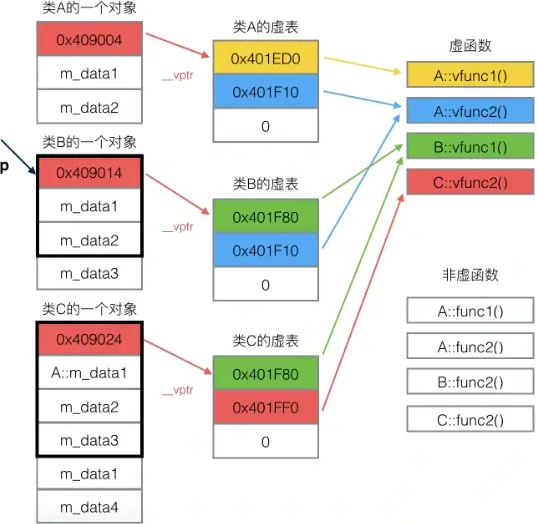 类A的一个对象
0x409004
m_data1
m_data2
__vptr
类A的虚表
0x401ED0
0x401F10
0
虚函数
A::vfunc1()
A::vfunc2()
B::vfunc1()
C::vfunc2()
p
类B的一个对象
0x409014
m_data1
m_data2
m_data3
__vptr
类B的虚表
0x401F80
0x401F10
0
非虚函数
A::func1()
A::func2()
B::func2()
C::func2()
类C的一个对象
0x409024
A::m_data1
m_data2
m_data3
m_data1
m_data4
__vptr
类C的虚表
0x401F80
0x401FF0
0